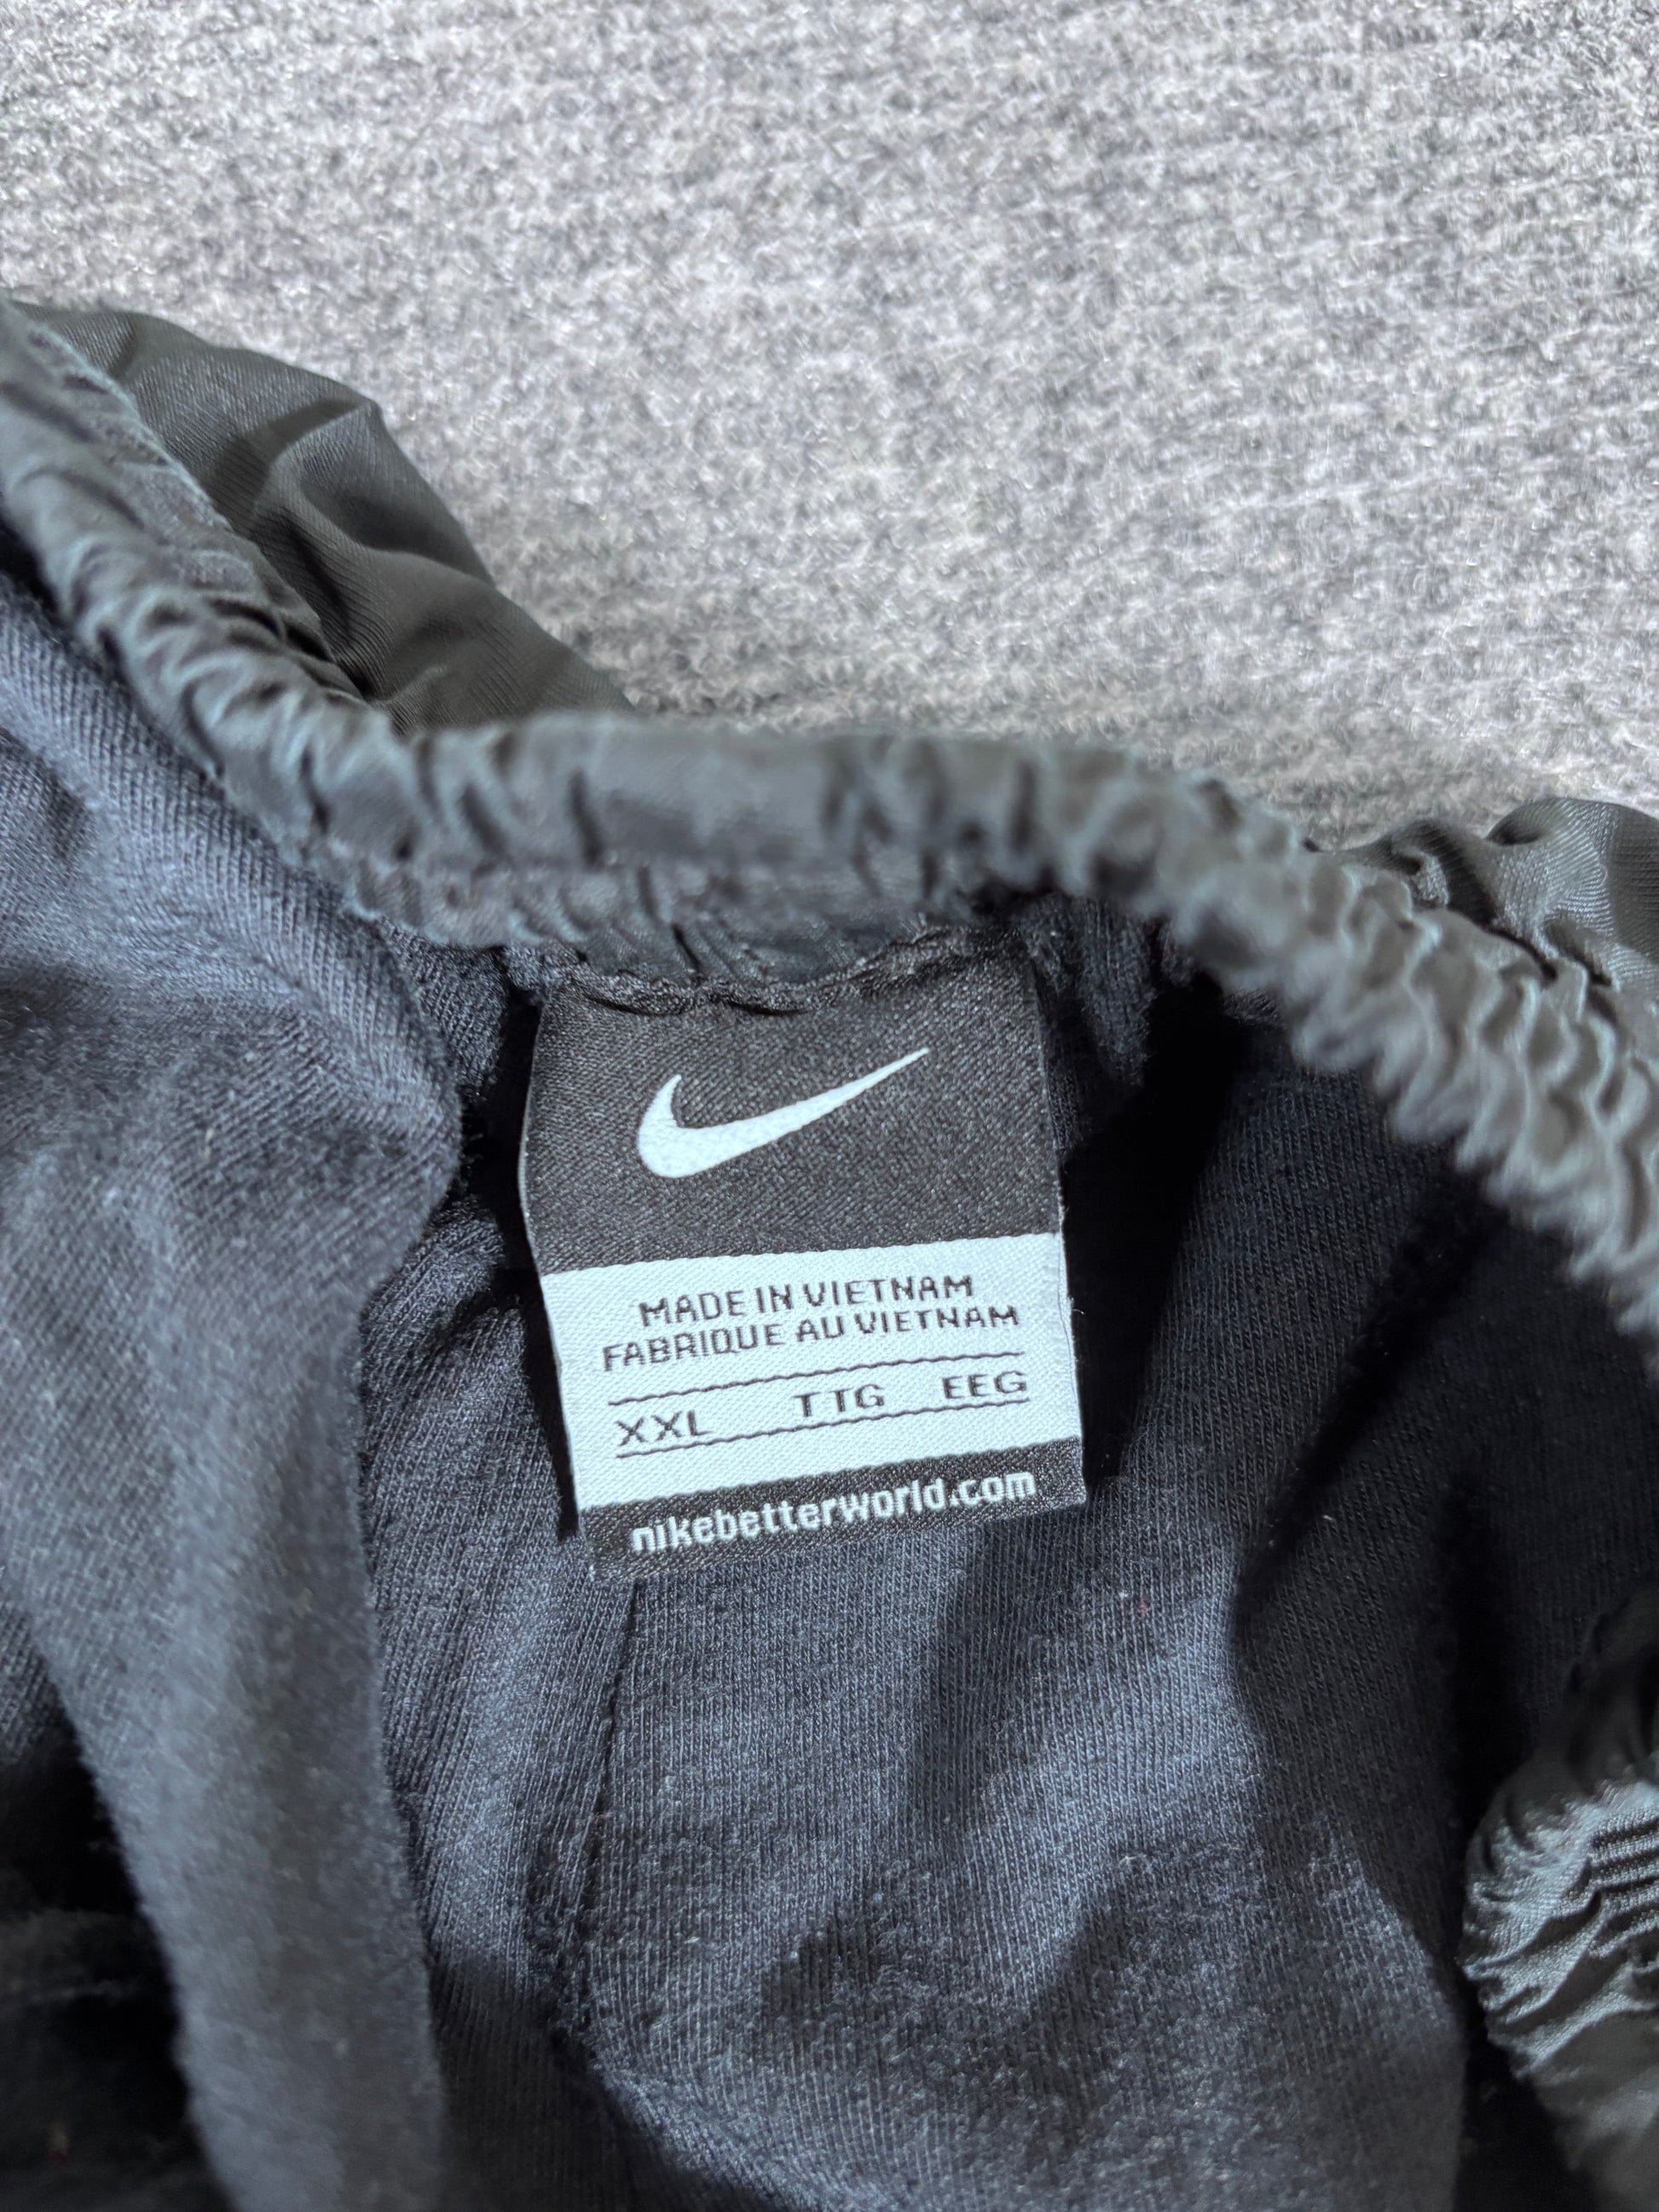 MADE IN VIETNAM
FABRIQUE AU VIETNAM
XXL TTG EEG
nikebetterworld.com